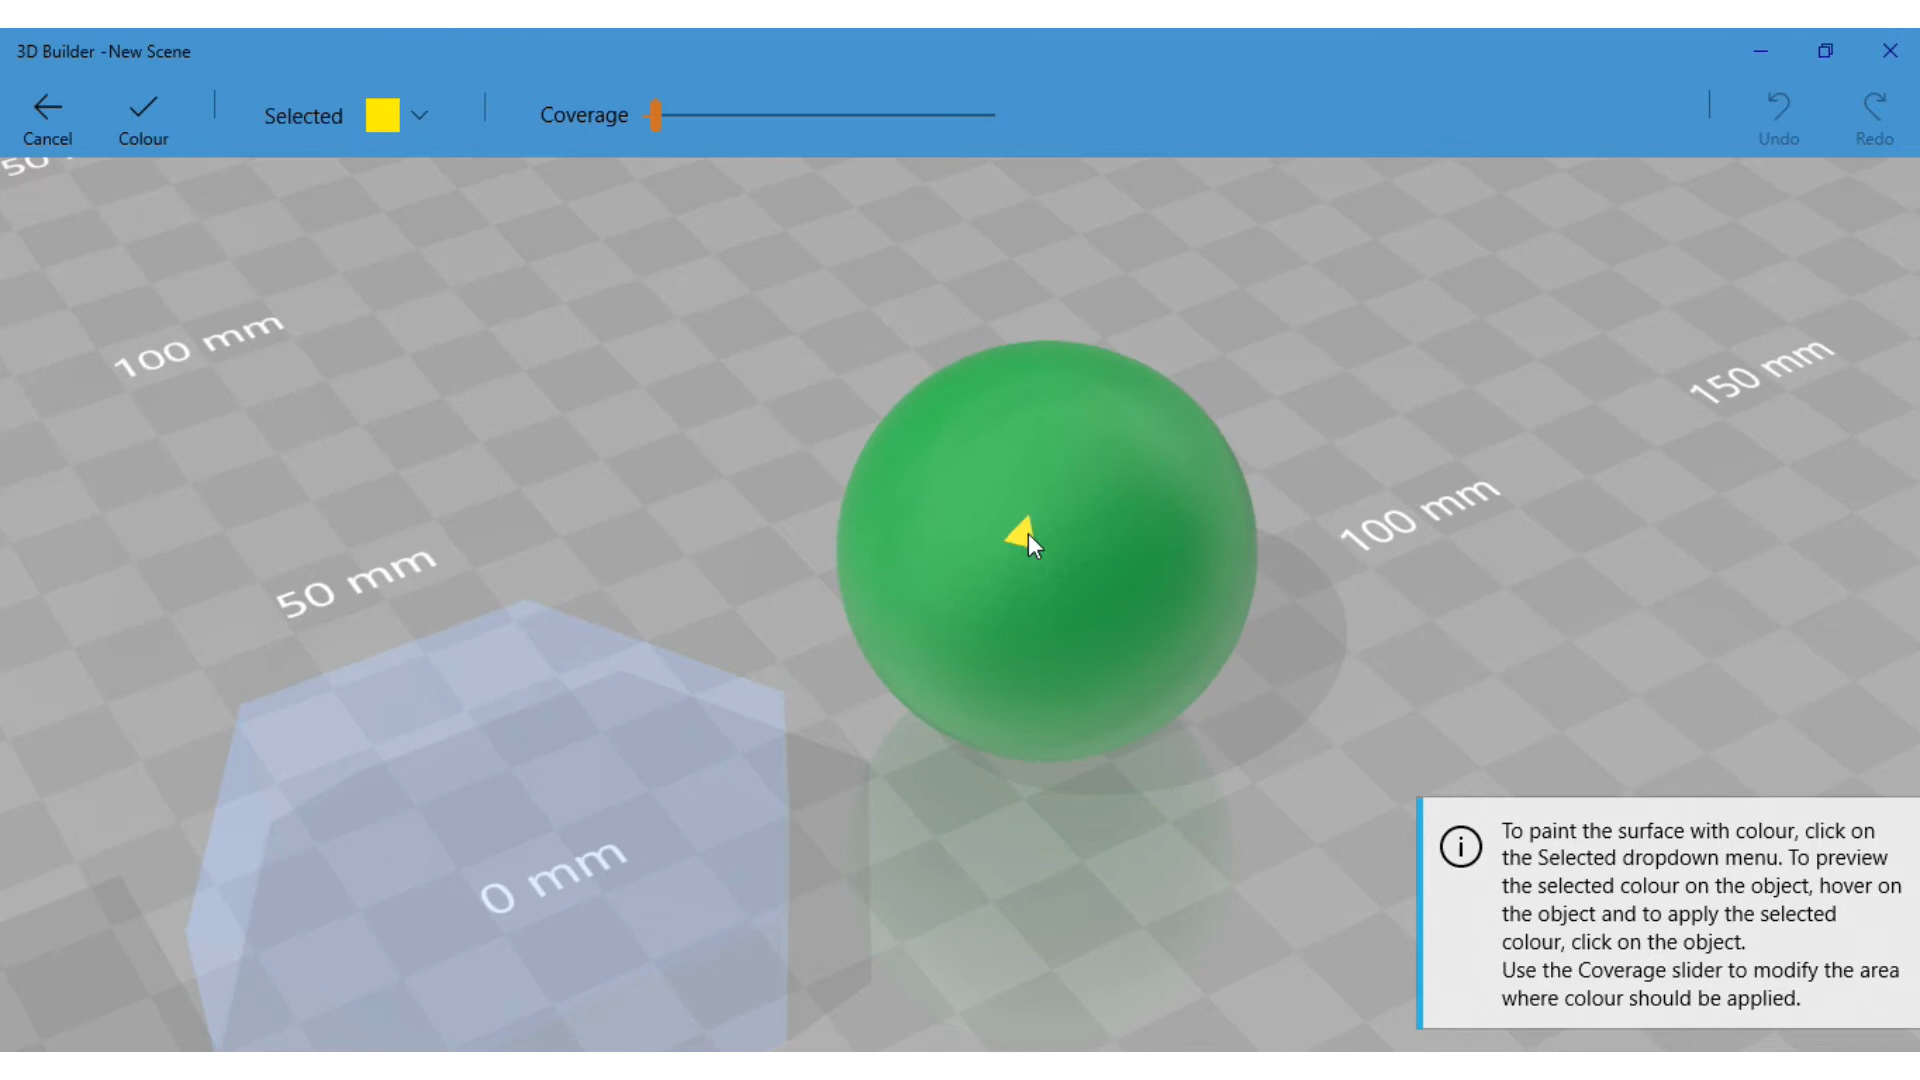 3D Builder -New Scene
Cancel
Colour
Selected
Coverage
Undo
Redo
50
100 mm
150 mm
100 mm
50 mm
0 mm
To paint the surface with colour, click on
the Selected dropdown menu. To preview
the selected colour on the object, hover on
the object and to apply the selected
colour, click on the object.
Use the Coverage slider to modify the area
where colour should be applied.